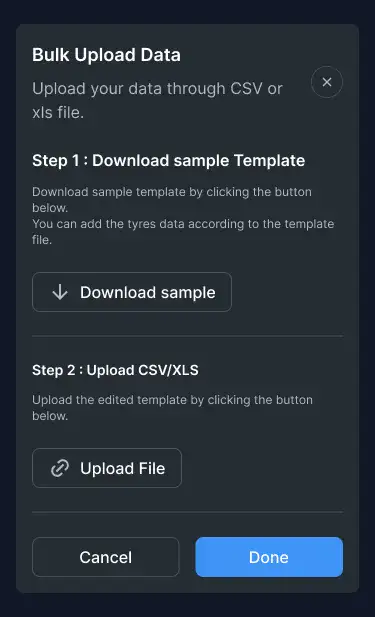 Bulk Upload Data
Upload your data through CSV or
xls file.
Step 1 : Download sample Template
Download sample template by clicking the button
below.
You can add the tyres data according to the template
file.
Download sample
Step 2 : Upload CSV/XLS
Upload the edited template by clicking the button
below.
Upload File
Cancel
Done